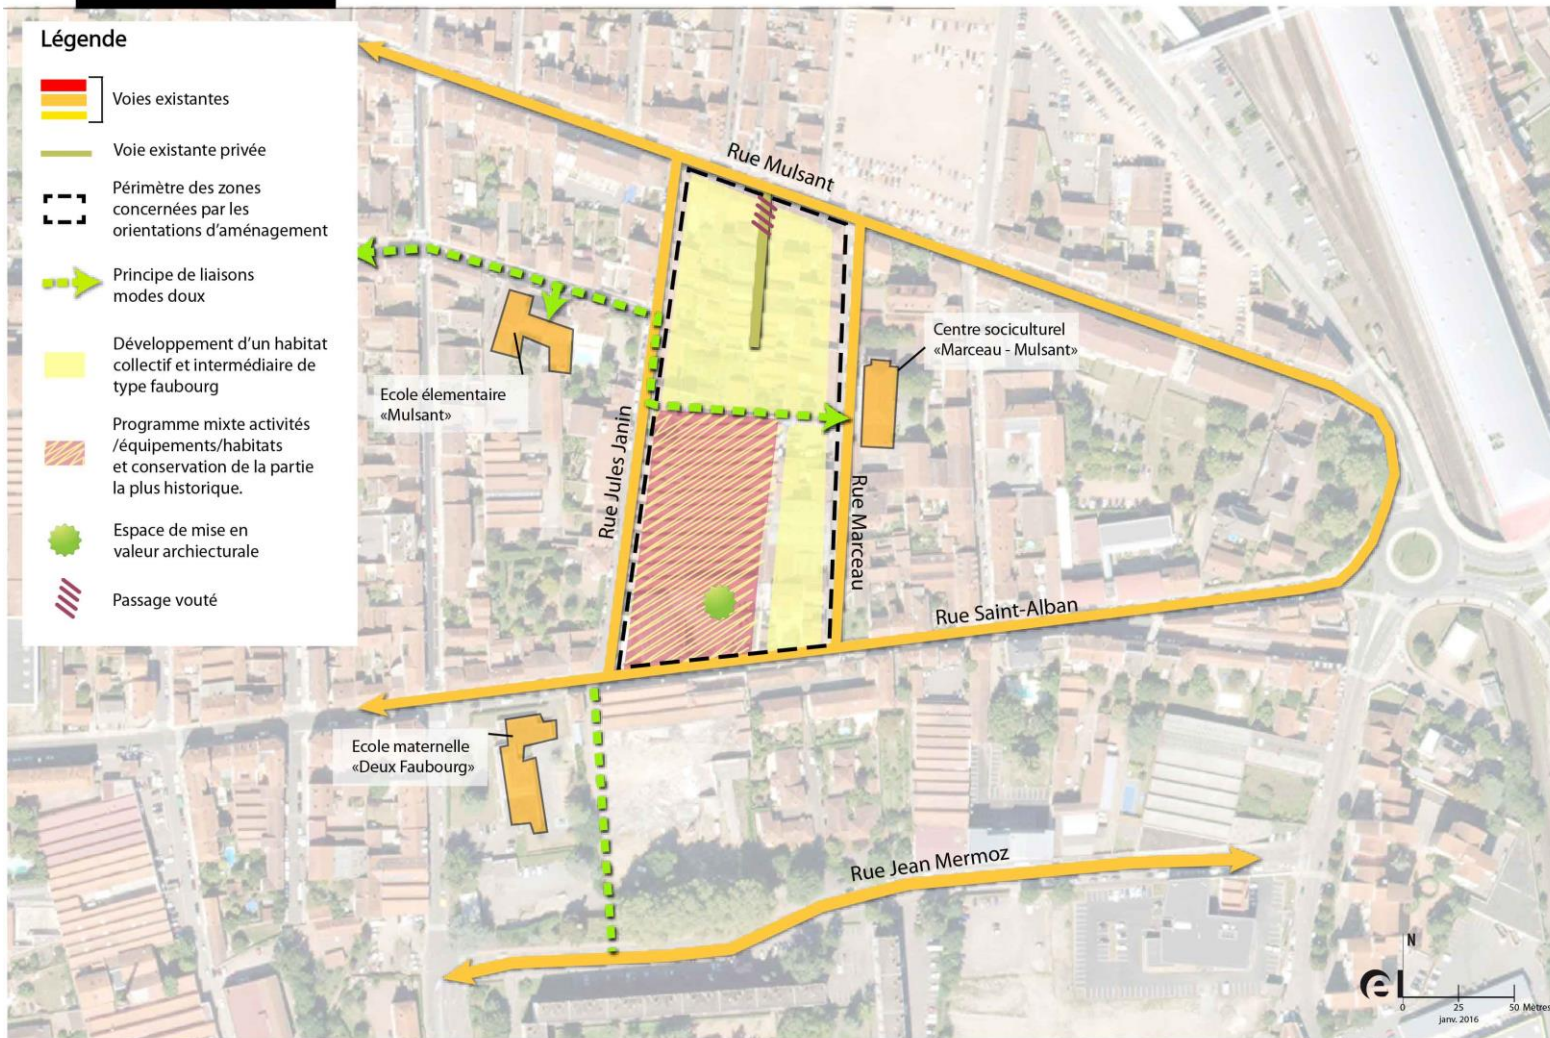 Légende
Voies existantes
Voie existante privée
Périmètre des zones
concernées par les
orientations d'aménagement
Principe de liaisons
modes doux
Développement d'un habitat
collectif et intermédiaire de
type faubourg
Programme mixte activités
/équipements/habitats
et conservation de la partie
la plus historique.
Espace de mise en
valeur archiecturale
Passage vouté
Rue Mulsant
Centre sociculturel
«Marceau - Mulsant»
Ecole élementaire
«Mulsant»
Rue Jules Janin
Rue Marceau
Rue Saint-Alban
Ecole maternelle
«Deux Faubourg»
Rue Jean Mermoz
N
0 25 50 Mètres
janv. 2016